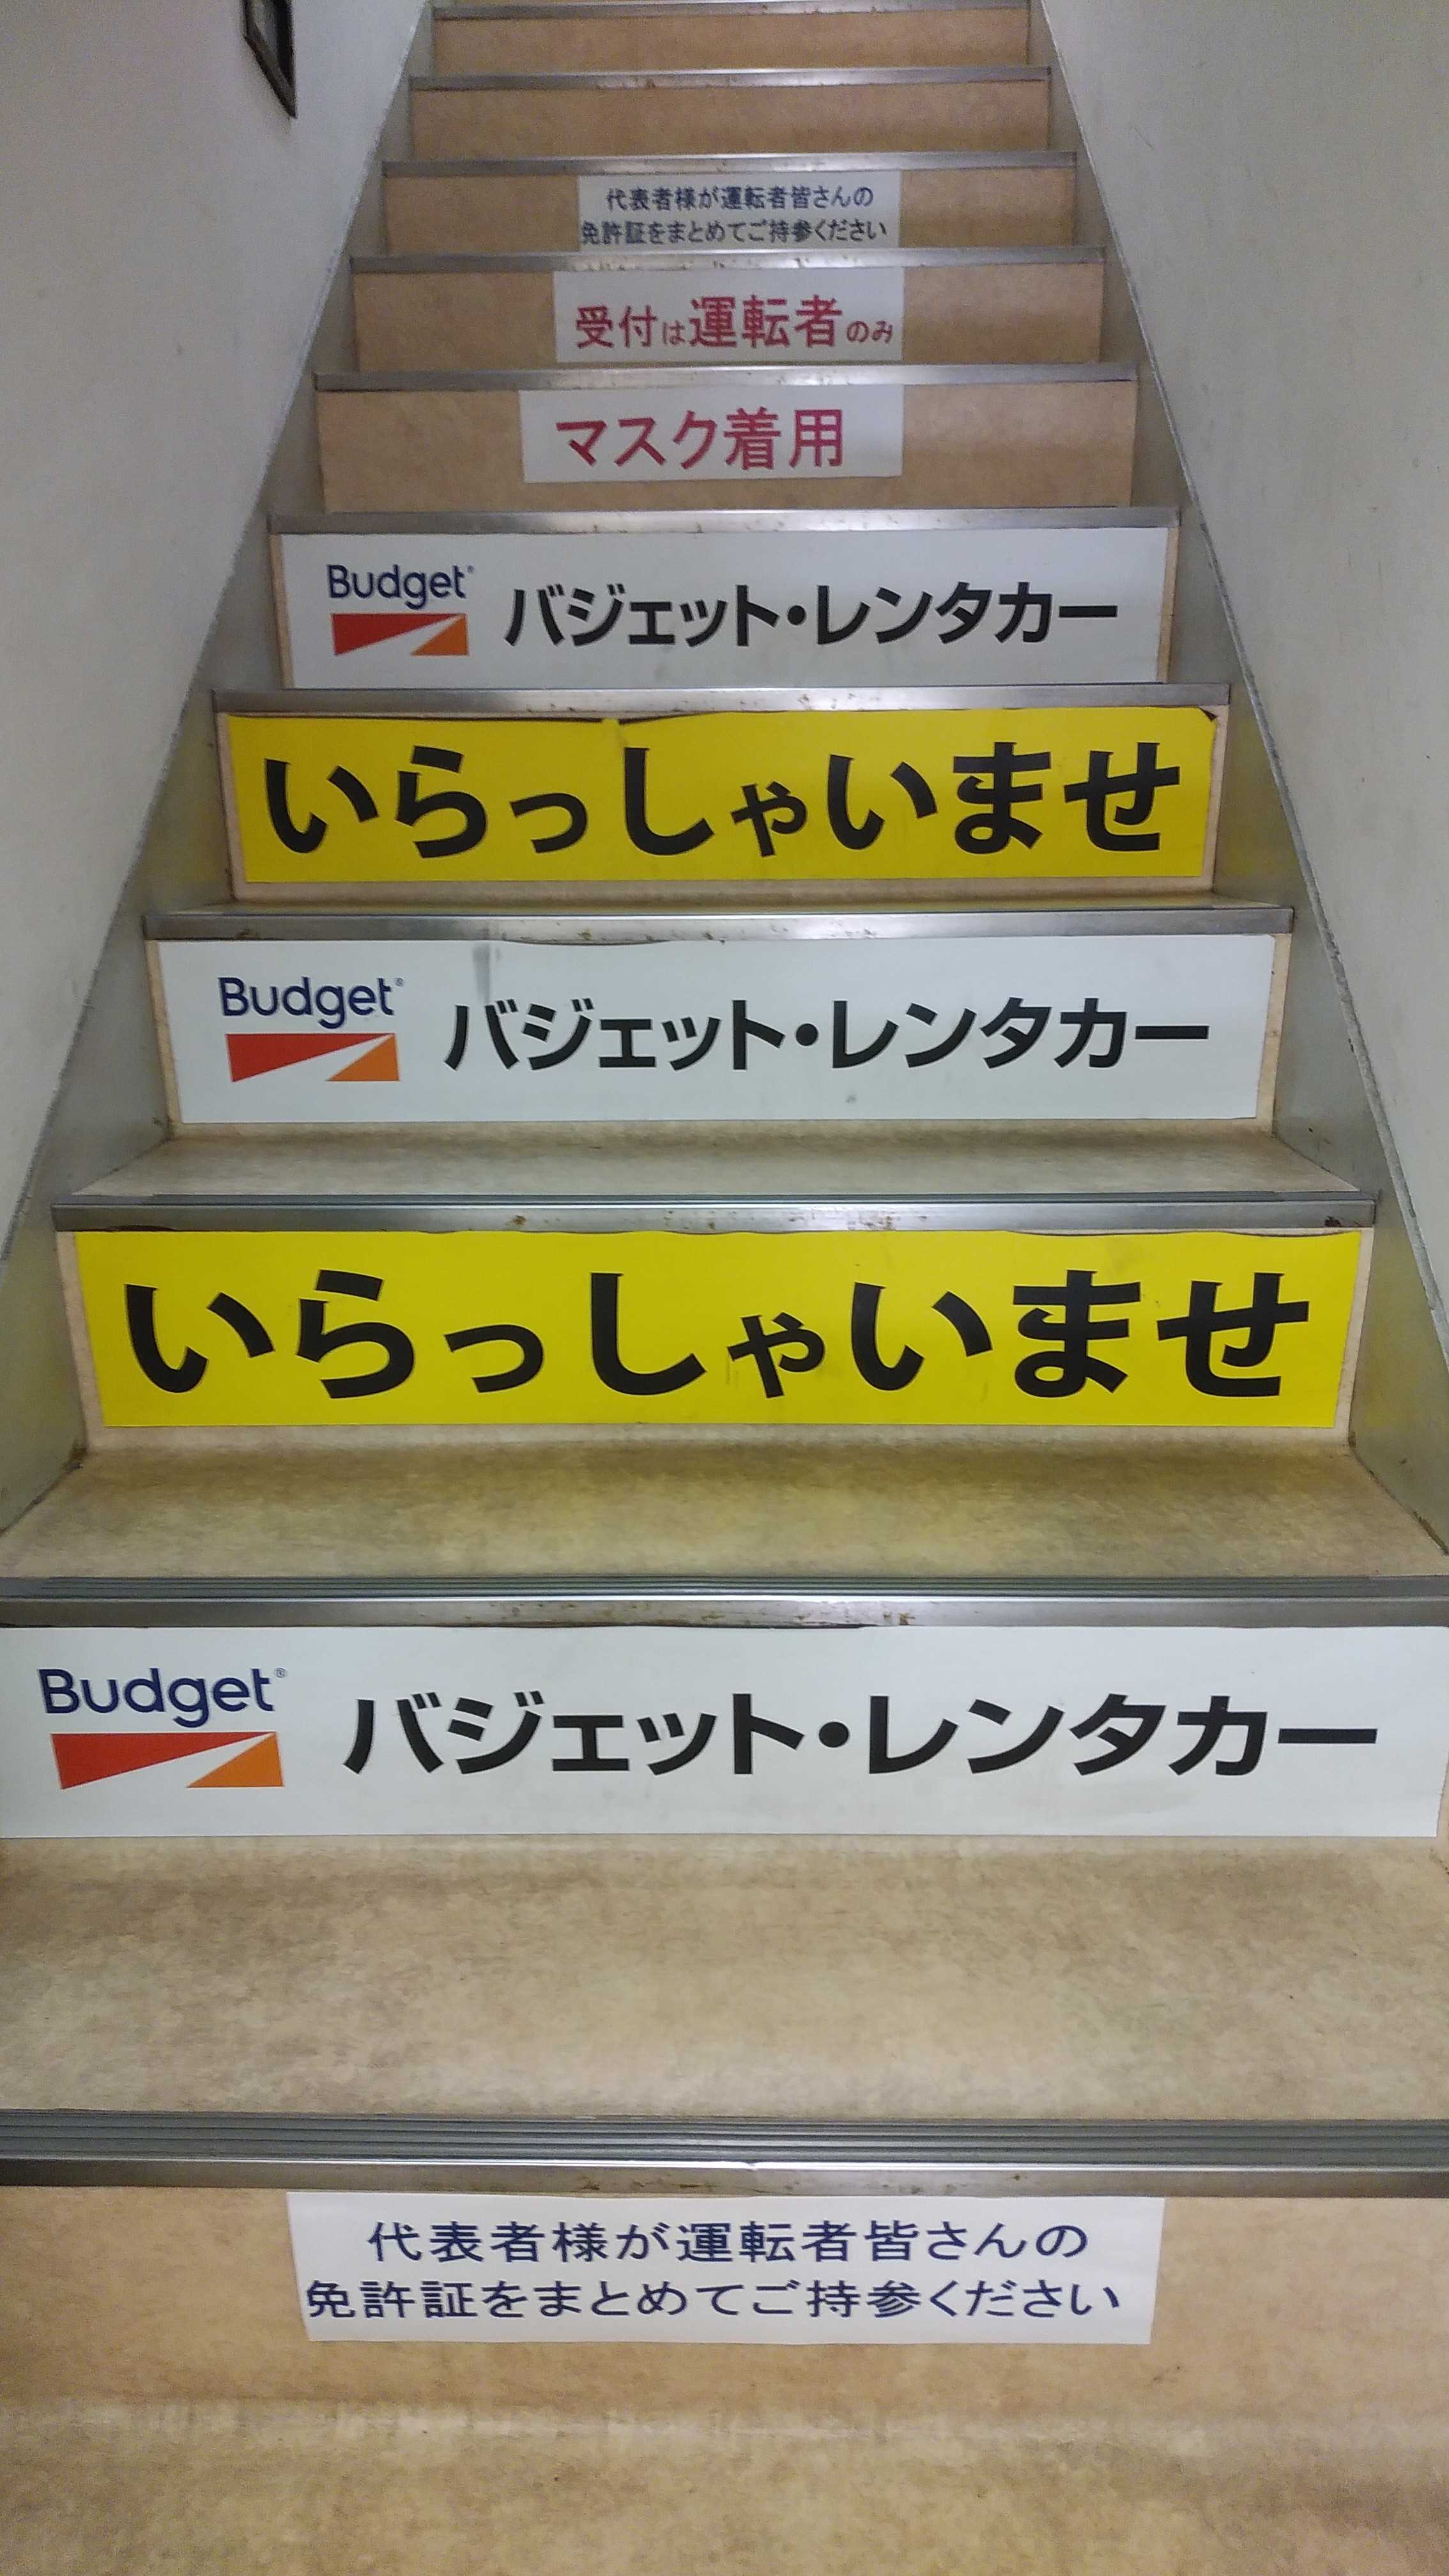 代表者様が運転者皆さんの
免許証をまとめてご持参ください
受付は運転者のみ
マスク着用
Budget® バジェット・レンタカー
いらっしゃいませ
Budget® バジェット・レンタカー
いらっしゃいませ
Budget® バジェット・レンタカー
代表者様が運転者皆さんの
免許証をまとめてご持参ください